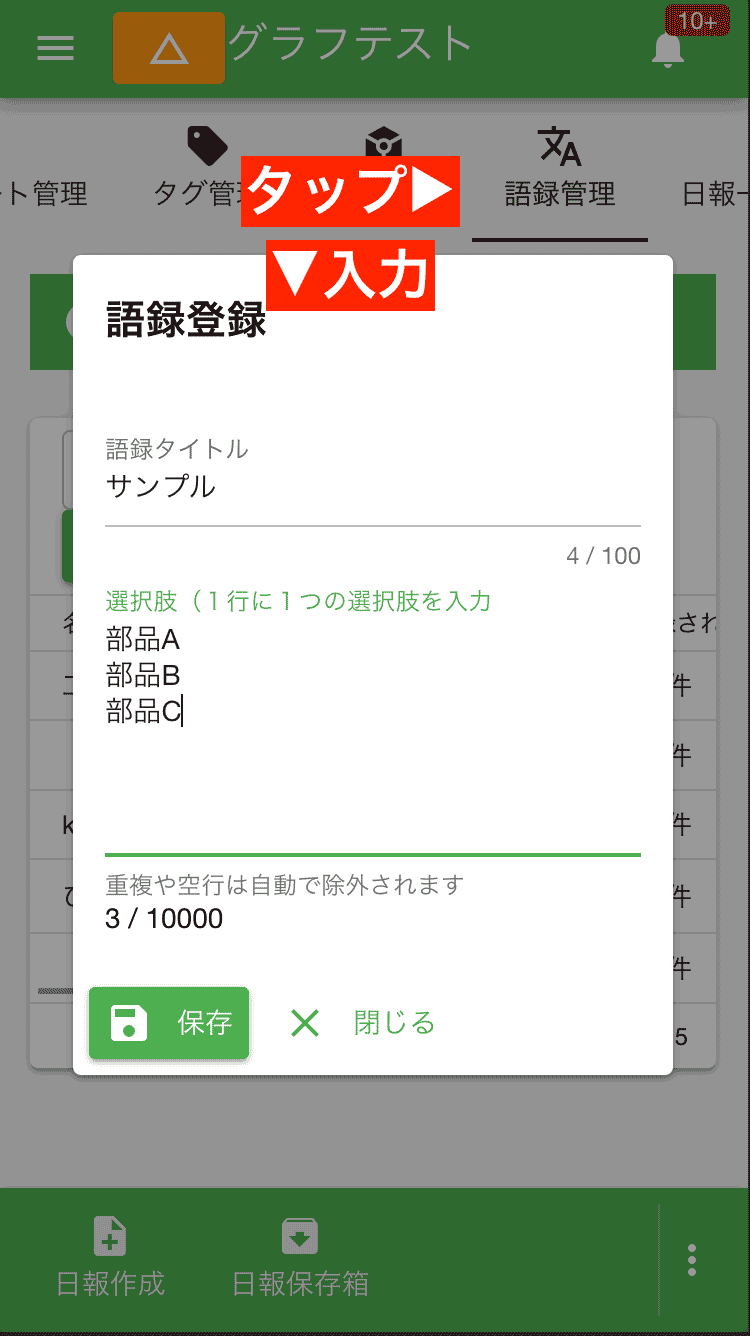 10+
グラフテスト
ト管理
タグ管
語録管理
日報
タップ▶
▼入力
語録登録
語録タイトル
サンプル
4 / 100
選択肢（１行に１つの選択肢を入力
部品A
部品B
部品C
され
件
件
件
件
件
重複や空行は自動で除外されます
3 / 10000
保存
閉じる
5
日報作成
日報保存箱